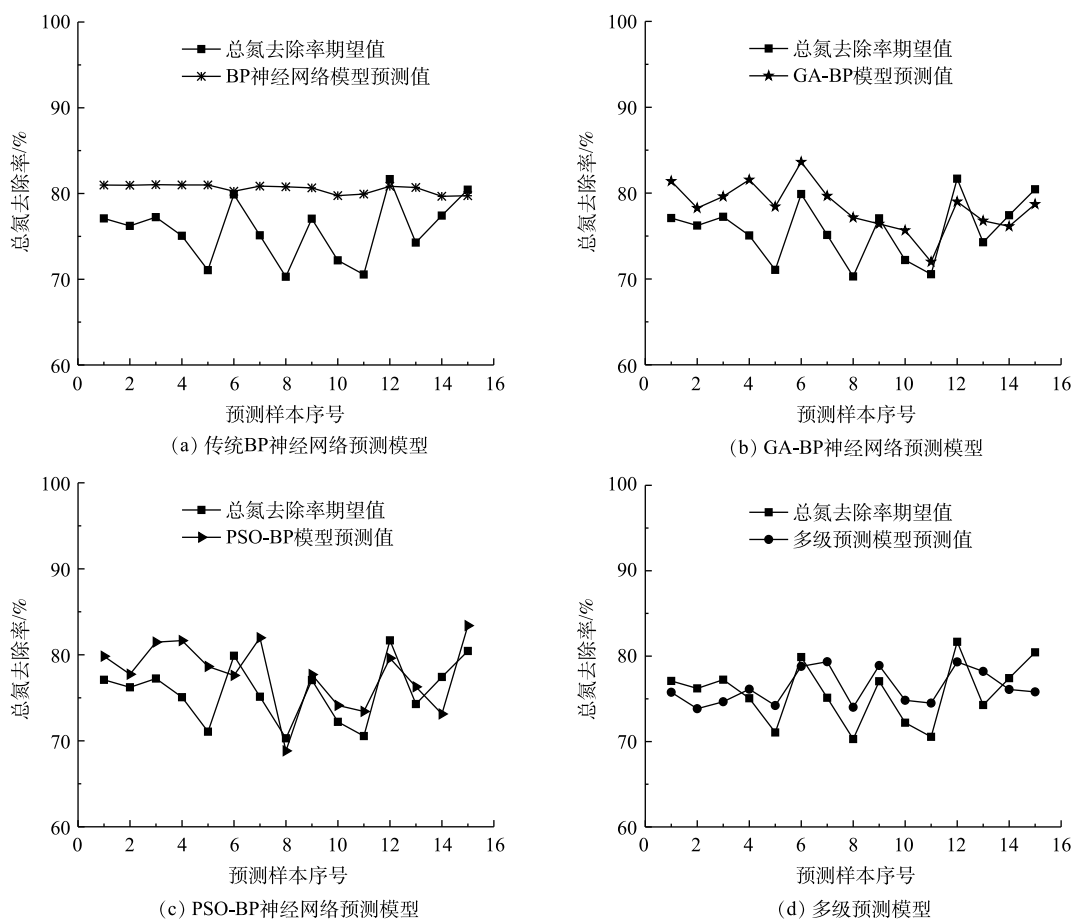 100
90
80
70
60
总氮去除率/%
总氮去除率期望值
BP神经网络模型预测值
0 2 4 6 8 10 12 14 16
预测样本序号
(a) 传统BP神经网络预测模型
100
90
80
70
60
总氮去除率/%
总氮去除率期望值
GA-BP模型预测值
0 2 4 6 8 10 12 14 16
预测样本序号
(b) GA-BP神经网络预测模型
100
90
80
70
60
总氮去除率/%
总氮去除率期望值
PSO-BP模型预测值
0 2 4 6 8 10 12 14 16
预测样本序号
(c) PSO-BP神经网络预测模型
100
90
80
70
60
总氮去除率/%
总氮去除率期望值
多级预测模型预测值
0 2 4 6 8 10 12 14 16
预测样本序号
(d) 多级预测模型